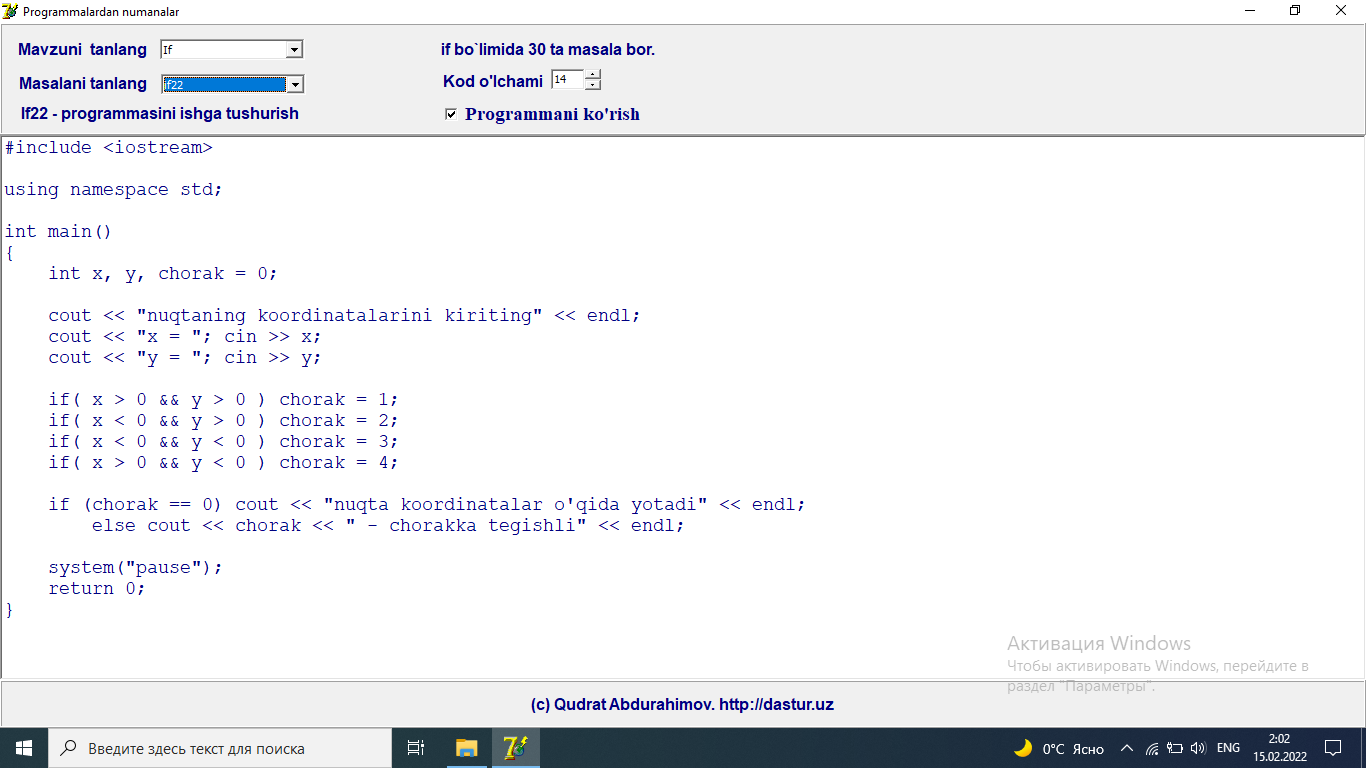 Programmalardan numanalar
Mavzuni tanlang If
if bo`limida 30 ta masala bor.
Masalani tanlang if22
Kod o'lchami 14
If22 - programmasini ishga tushurish
Programmani ko'rish
#include <iostream>
using namespace std;
int main()
{
int x, y, chorak = 0;
cout << "nuqtaning koordinatalarini kiriting" << endl;
cout << "x = "; cin >> x;
cout << "y = "; cin >> y;
if( x > 0 && y > 0 ) chorak = 1;
if( x < 0 && y > 0 ) chorak = 2;
if( x < 0 && y < 0 ) chorak = 3;
if( x > 0 && y < 0 ) chorak = 4;
if (chorak == 0) cout << "nuqta koordinatalar o'qida yotadi" << endl;
else cout << chorak << " - chorakka tegishli" << endl;
system("pause");
return 0;
}
Активация Windows
Чтобы активировать Windows, перейдите в
раздел "Параметры".
(c) Qudrat Abdurahimov. http://dastur.uz
Введите здесь текст для поиска
0°C Ясно
ENG
2:02
15.02.2022